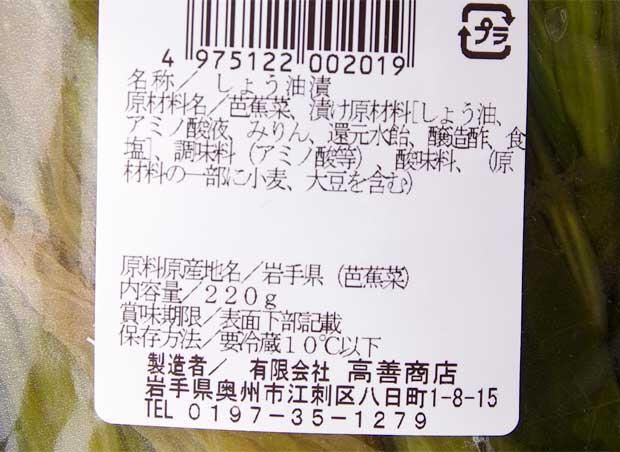 プラ
4 975122 002019
名称／しょう油漬
原材料名／芭蕉菜、漬け原材料[しょう油、
アミノ酸液、みりん、還元水飴、醸造酢、食
塩]、調味料（アミノ酸等）、酸味料、（原
材料の一部に小麦、大豆を含む）
原料原産地名／岩手県（芭蕉菜）
内容量／220g
賞味期限／表面下部記載
保存方法／要冷蔵10℃以下
製造者／ 有限会社 高善商店
岩手県奥州市江刺区八日町1-8-15
TEL 0197-35-1279